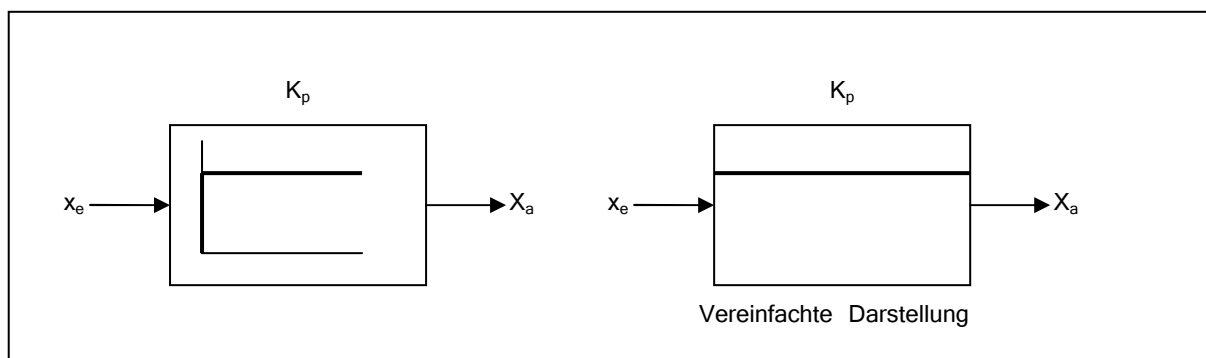 K_p K_p
x_e X_a x_e X_a
Vereinfachte Darstellung